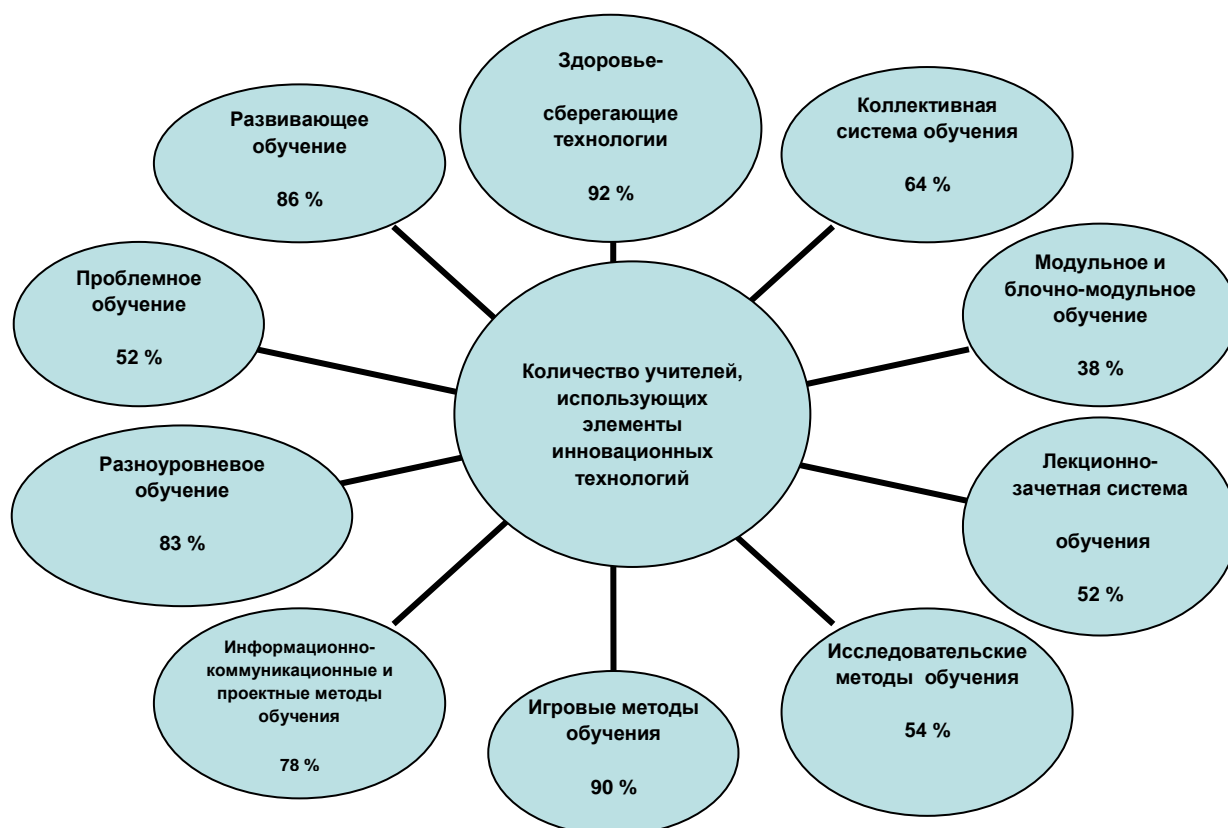 Здоровье-
сберегающие
технологии
92 %
Коллективная
система обучения
64 %
Модульное и
блочно-модульное
обучение
38 %
Лекционно-
зачетная система
обучения
52 %
Исследовательские
методы обучения
54 %
Игровые методы
обучения
90 %
Информационно-
коммуникационные и
проектные методы
обучения
78 %
Разноуровневое
обучение
83 %
Проблемное
обучение
52 %
Развивающее
обучение
86 %
Количество учителей,
использующих
элементы
инновационных
технологий